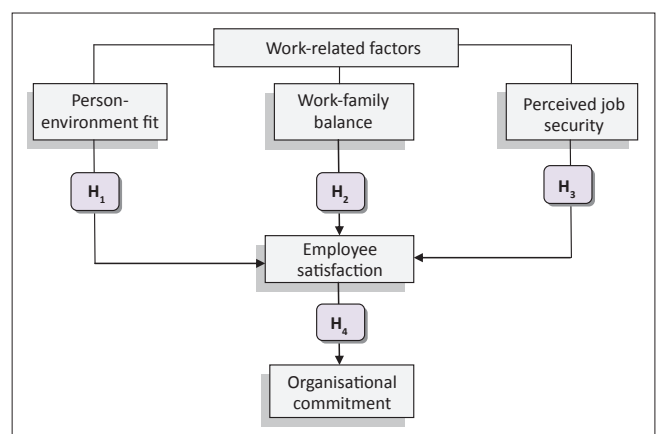 Work-related factors
Person-
environment fit
Work-family
balance
Perceived job
security
H₁
H₂
H₃
Employee
satisfaction
H₄
Organisational
commitment